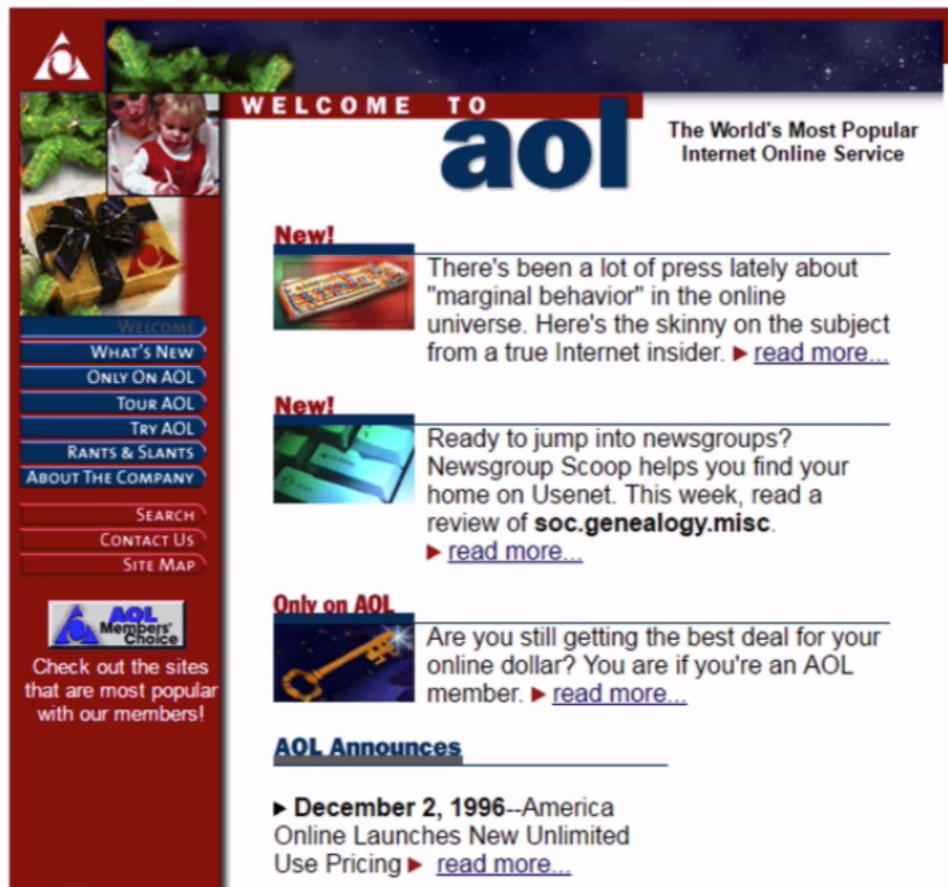 WELCOME TO
aol
The World's Most Popular
Internet Online Service
WELCOME
WHAT'S NEW
ONLY ON AOL
TOUR AOL
TRY AOL
RANTS & SLANTS
ABOUT THE COMPANY
SEARCH
CONTACT US
SITE MAP
AOL
Members'
Choice
Check out the sites
that are most popular
with our members!
New!
There's been a lot of press lately about
"marginal behavior" in the online
universe. Here's the skinny on the subject
from a true Internet insider. ▶ read more...
New!
Ready to jump into newsgroups?
Newsgroup Scoop helps you find your
home on Usenet. This week, read a
review of soc.genealogy.misc.
▶ read more...
Only on AOL
Are you still getting the best deal for your
online dollar? You are if you're an AOL
member. ▶ read more...
AOL Announces
▶ December 2, 1996--America
Online Launches New Unlimited
Use Pricing ▶ read more...